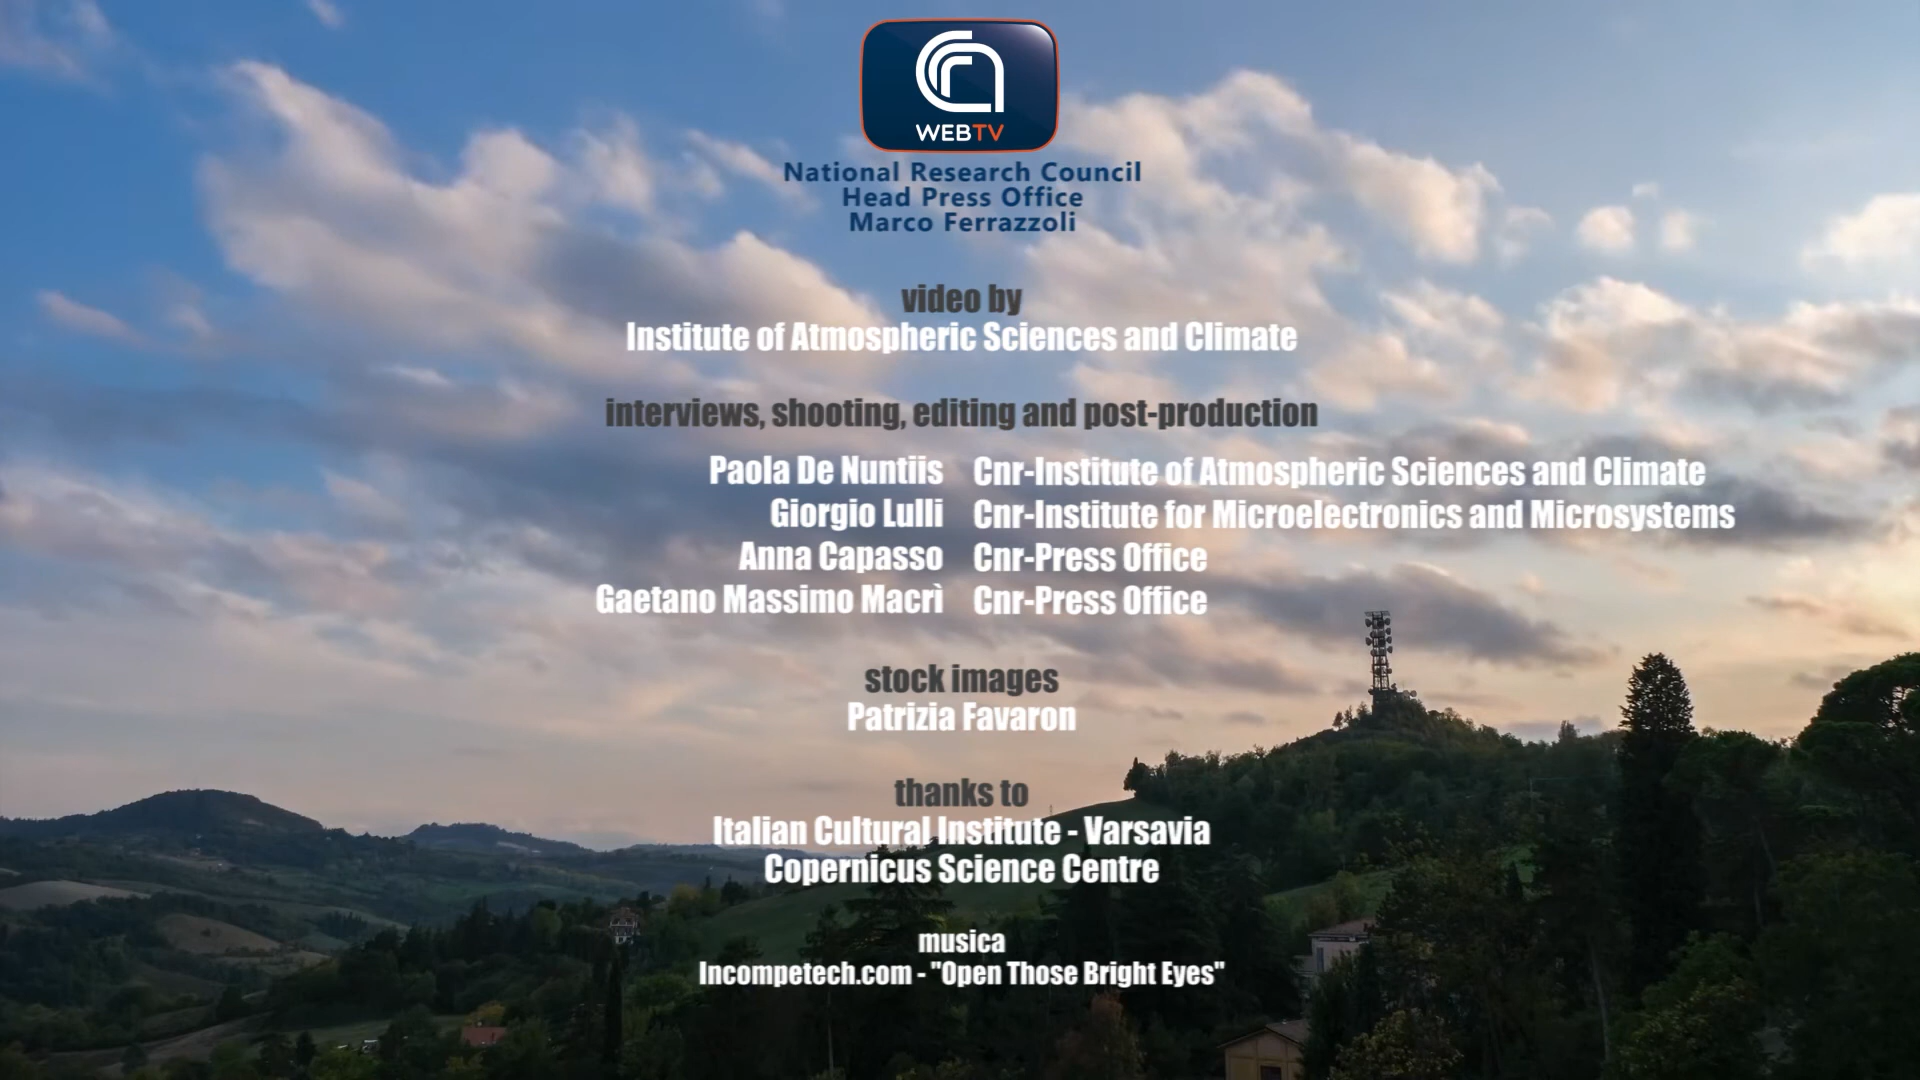 WEBTV
National Research Council
Head Press Office
Marco Ferrazzoli
video by
Institute of Atmospheric Sciences and Climate
interviews, shooting, editing and post-production
Paola De Nuntiis Cnr-Institute of Atmospheric Sciences and Climate
Giorgio Lulli Cnr-Institute for Microelectronics and Microsystems
Anna Capasso Cnr-Press Office
Gaetano Massimo Macrì Cnr-Press Office
stock images
Patrizia Favaron
thanks to
Italian Cultural Institute - Varsavia
Copernicus Science Centre
musica
Incompetech.com - "Open Those Bright Eyes"